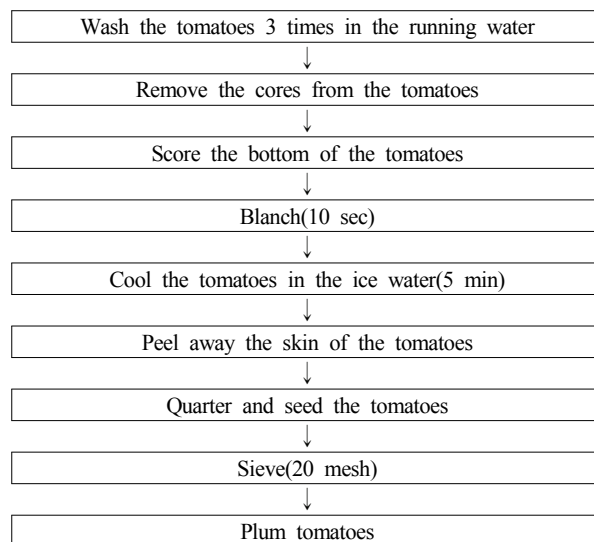 Wash the tomatoes 3 times in the running water
Remove the cores from the tomatoes
Score the bottom of the tomatoes
Blanch(10 sec)
Cool the tomatoes in the ice water(5 min)
Peel away the skin of the tomatoes
Quarter and seed the tomatoes
Sieve(20 mesh)
Plum tomatoes